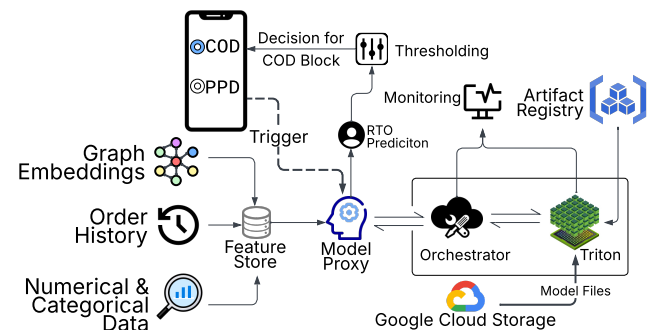 COD
PPD
Decision for
COD Block
Thresholding
Monitoring
Artifact
Registry
Trigger
RTO
Prediciton
Graph
Embeddings
Order
History
Feature
Store
Model
Proxy
Orchestrator
Triton
Numerical &
Categorical
Data
Model Files
Google Cloud Storage